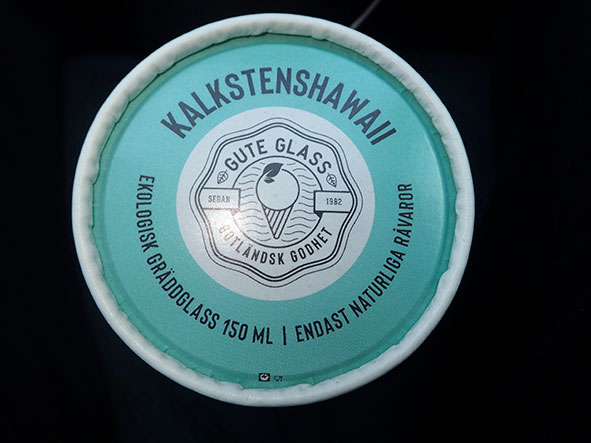 KALKSTENSHAWAII
GUTE GLASS
SEDAN 1982
GOTLÄNDSK GODHET
EKOLOGISK GRÄDDGLASS 150 ML | ENDAST NATURLIGA RÅVAROR